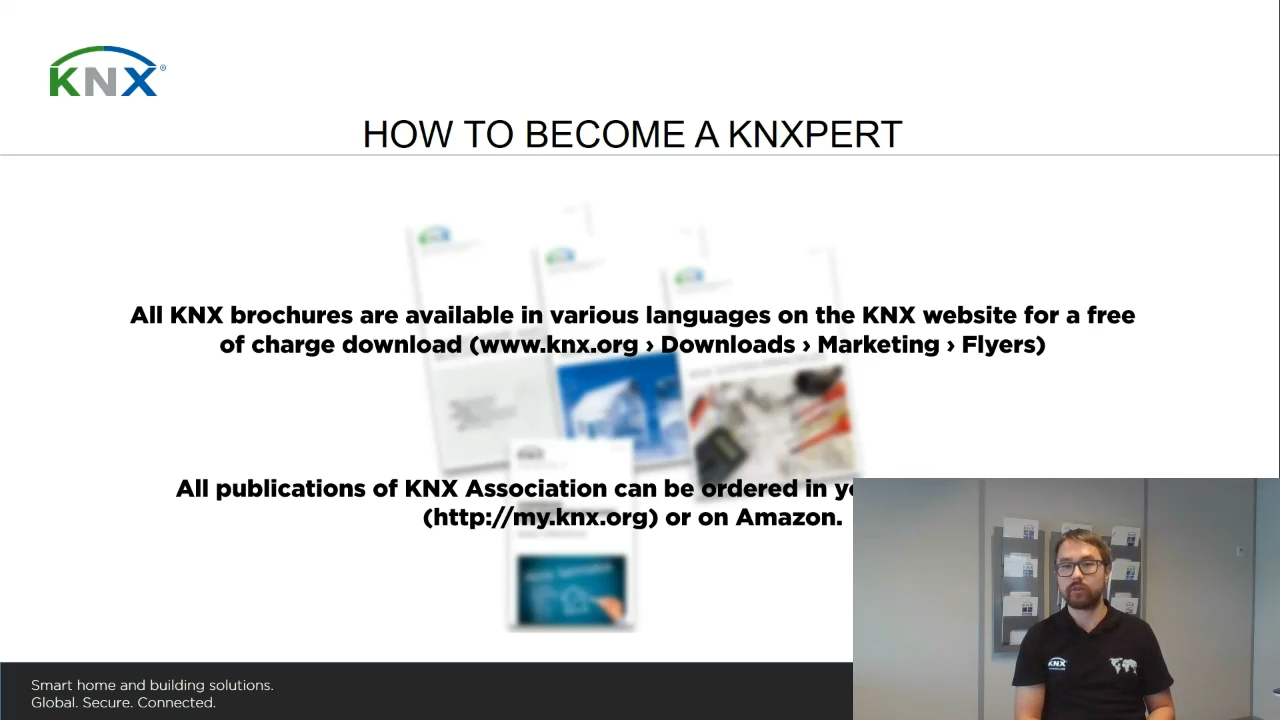 KNX®
HOW TO BECOME A KNXPERT
All KNX brochures are available in various languages on the KNX website for a free
of charge download (www.knx.org › Downloads › Marketing › Flyers)
All publications of KNX Association can be ordered in
(http://my.knx.org) or on Amazon.
KNX
Smart home and building solutions.
Global. Secure. Connected.